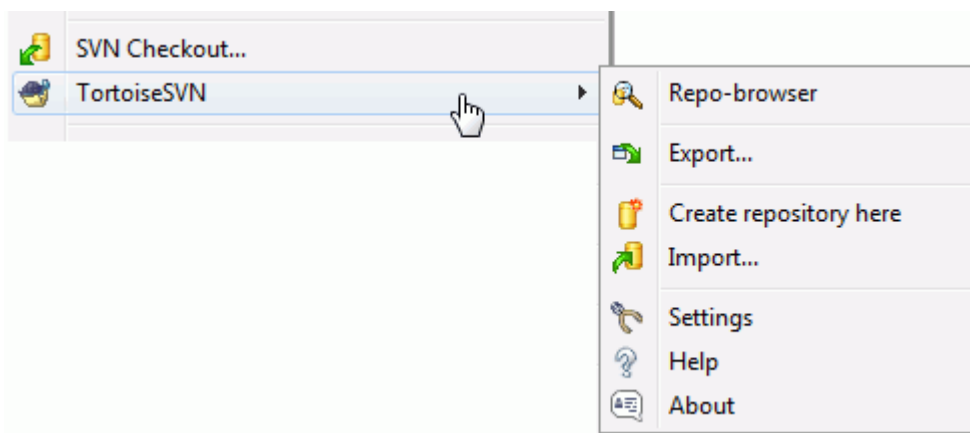 SVN Checkout...
TortoiseSVN
Repo-browser
Export...
Create repository here
Import...
Settings
Help
About